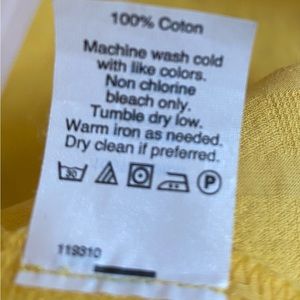 100% Coton
Machine wash cold
with like colors.
Non chlorine
bleach only.
Tumble dry low.
Warm iron as needed.
Dry clean if preferred.
30 P
119310